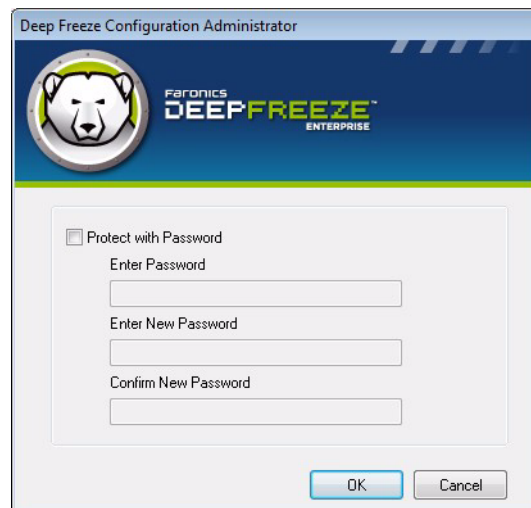 Deep Freeze Configuration Administrator
Faronics
DEEPFREEZE™
ENTERPRISE
Protect with Password
Enter Password
Enter New Password
Confirm New Password
OK
Cancel